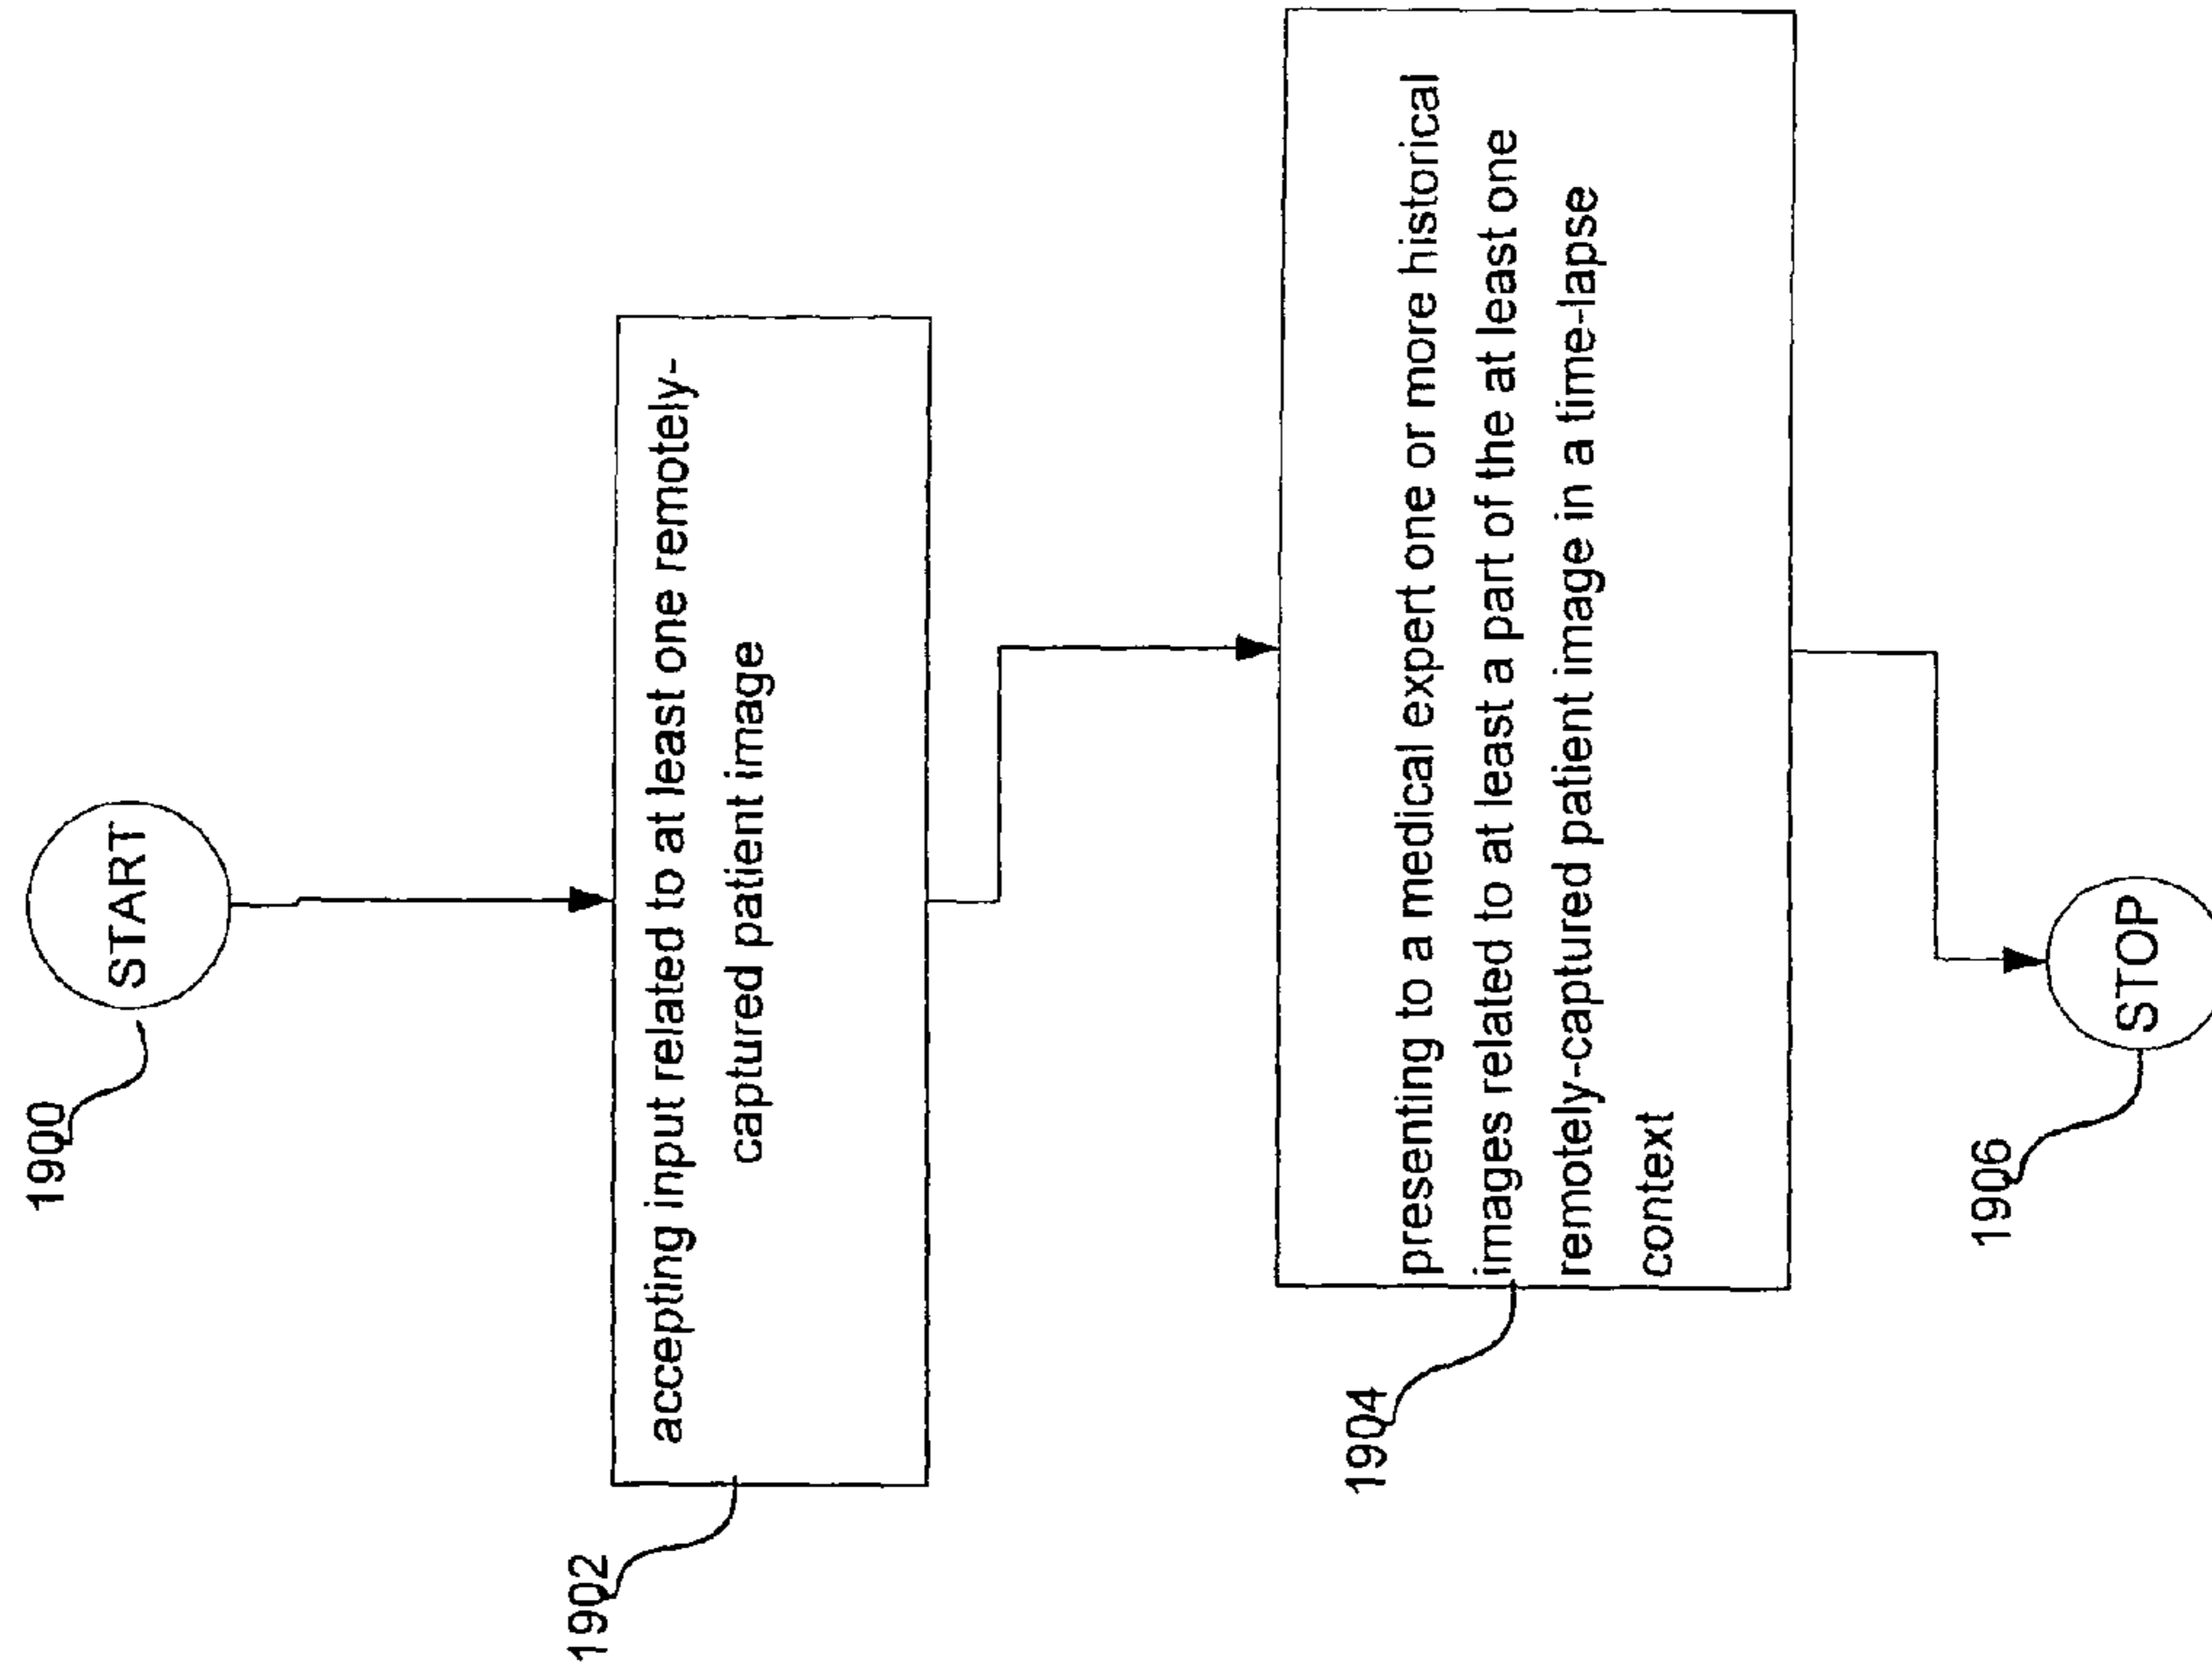 1900
START
1902
accepting input related to at least one remotely-
captured patient image
1904
presenting to a medical expert one or more historical
images related to at least a part of the at least one
remotely-captured patient image in a time-lapse
context
1906
STOP